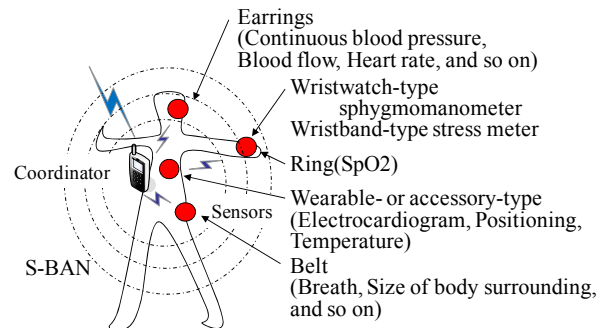 Earrings
(Continuous blood pressure,
Blood flow, Heart rate, and so on)
Wristwatch-type
sphygmomanometer
Wristband-type stress meter
Ring(SpO2)
Coordinator
Wearable- or accessory-type
(Electrocardiogram, Positioning,
Temperature)
Sensors
Belt
(Breath, Size of body surrounding,
and so on)
S-BAN